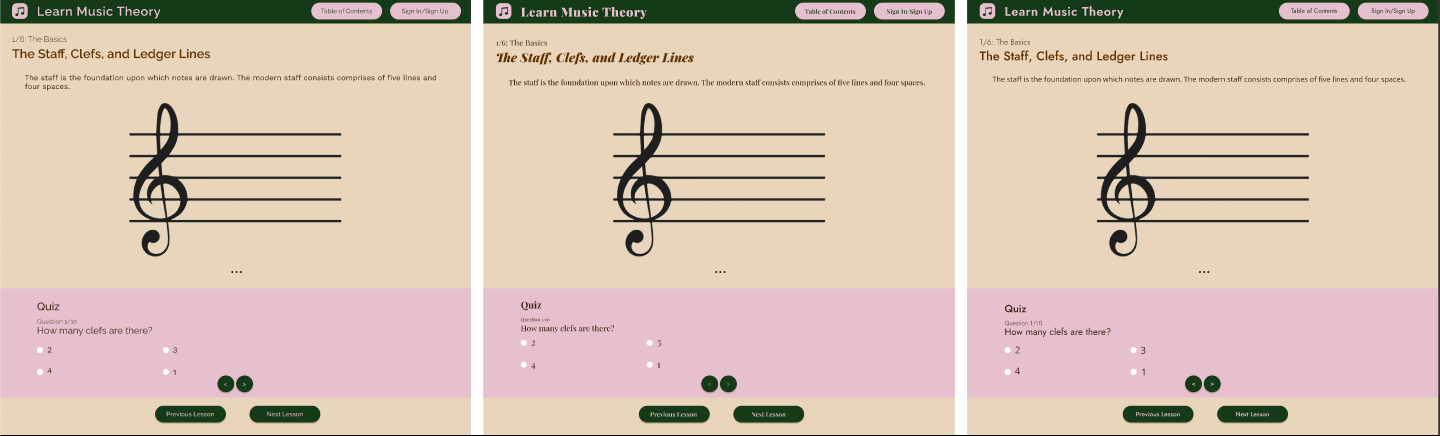 Learn Music Theory
Table of Contents
Sign In/Sign Up
1/6: The Basics
The Staff, Clefs, and Ledger Lines
The staff is the foundation upon which notes are drawn. The modern staff consists comprises of five lines and
four spaces.
...
Quiz
Question 1/10
How many clefs are there?
2
3
4
1
<
>
Previous Lesson
Next Lesson
Learn Music Theory
Table of Contents
Sign In/Sign Up
1/6: The Basics
The Staff, Clefs, and Ledger Lines
The staff is the foundation upon which notes are drawn. The modern staff consists comprises of five lines and four spaces.
...
Quiz
Question 1/10
How many clefs are there?
2
3
4
1
<
>
Previous Lesson
Next Lesson
Learn Music Theory
Table of Contents
Sign In/Sign Up
1/6: The Basics
The Staff, Clefs, and Ledger Lines
The staff is the foundation upon which notes are drawn. The modern staff consists comprises of five lines and four spaces.
...
Quiz
Question 1/10
How many clefs are there?
2
3
4
1
<
>
Previous Lesson
Next Lesson